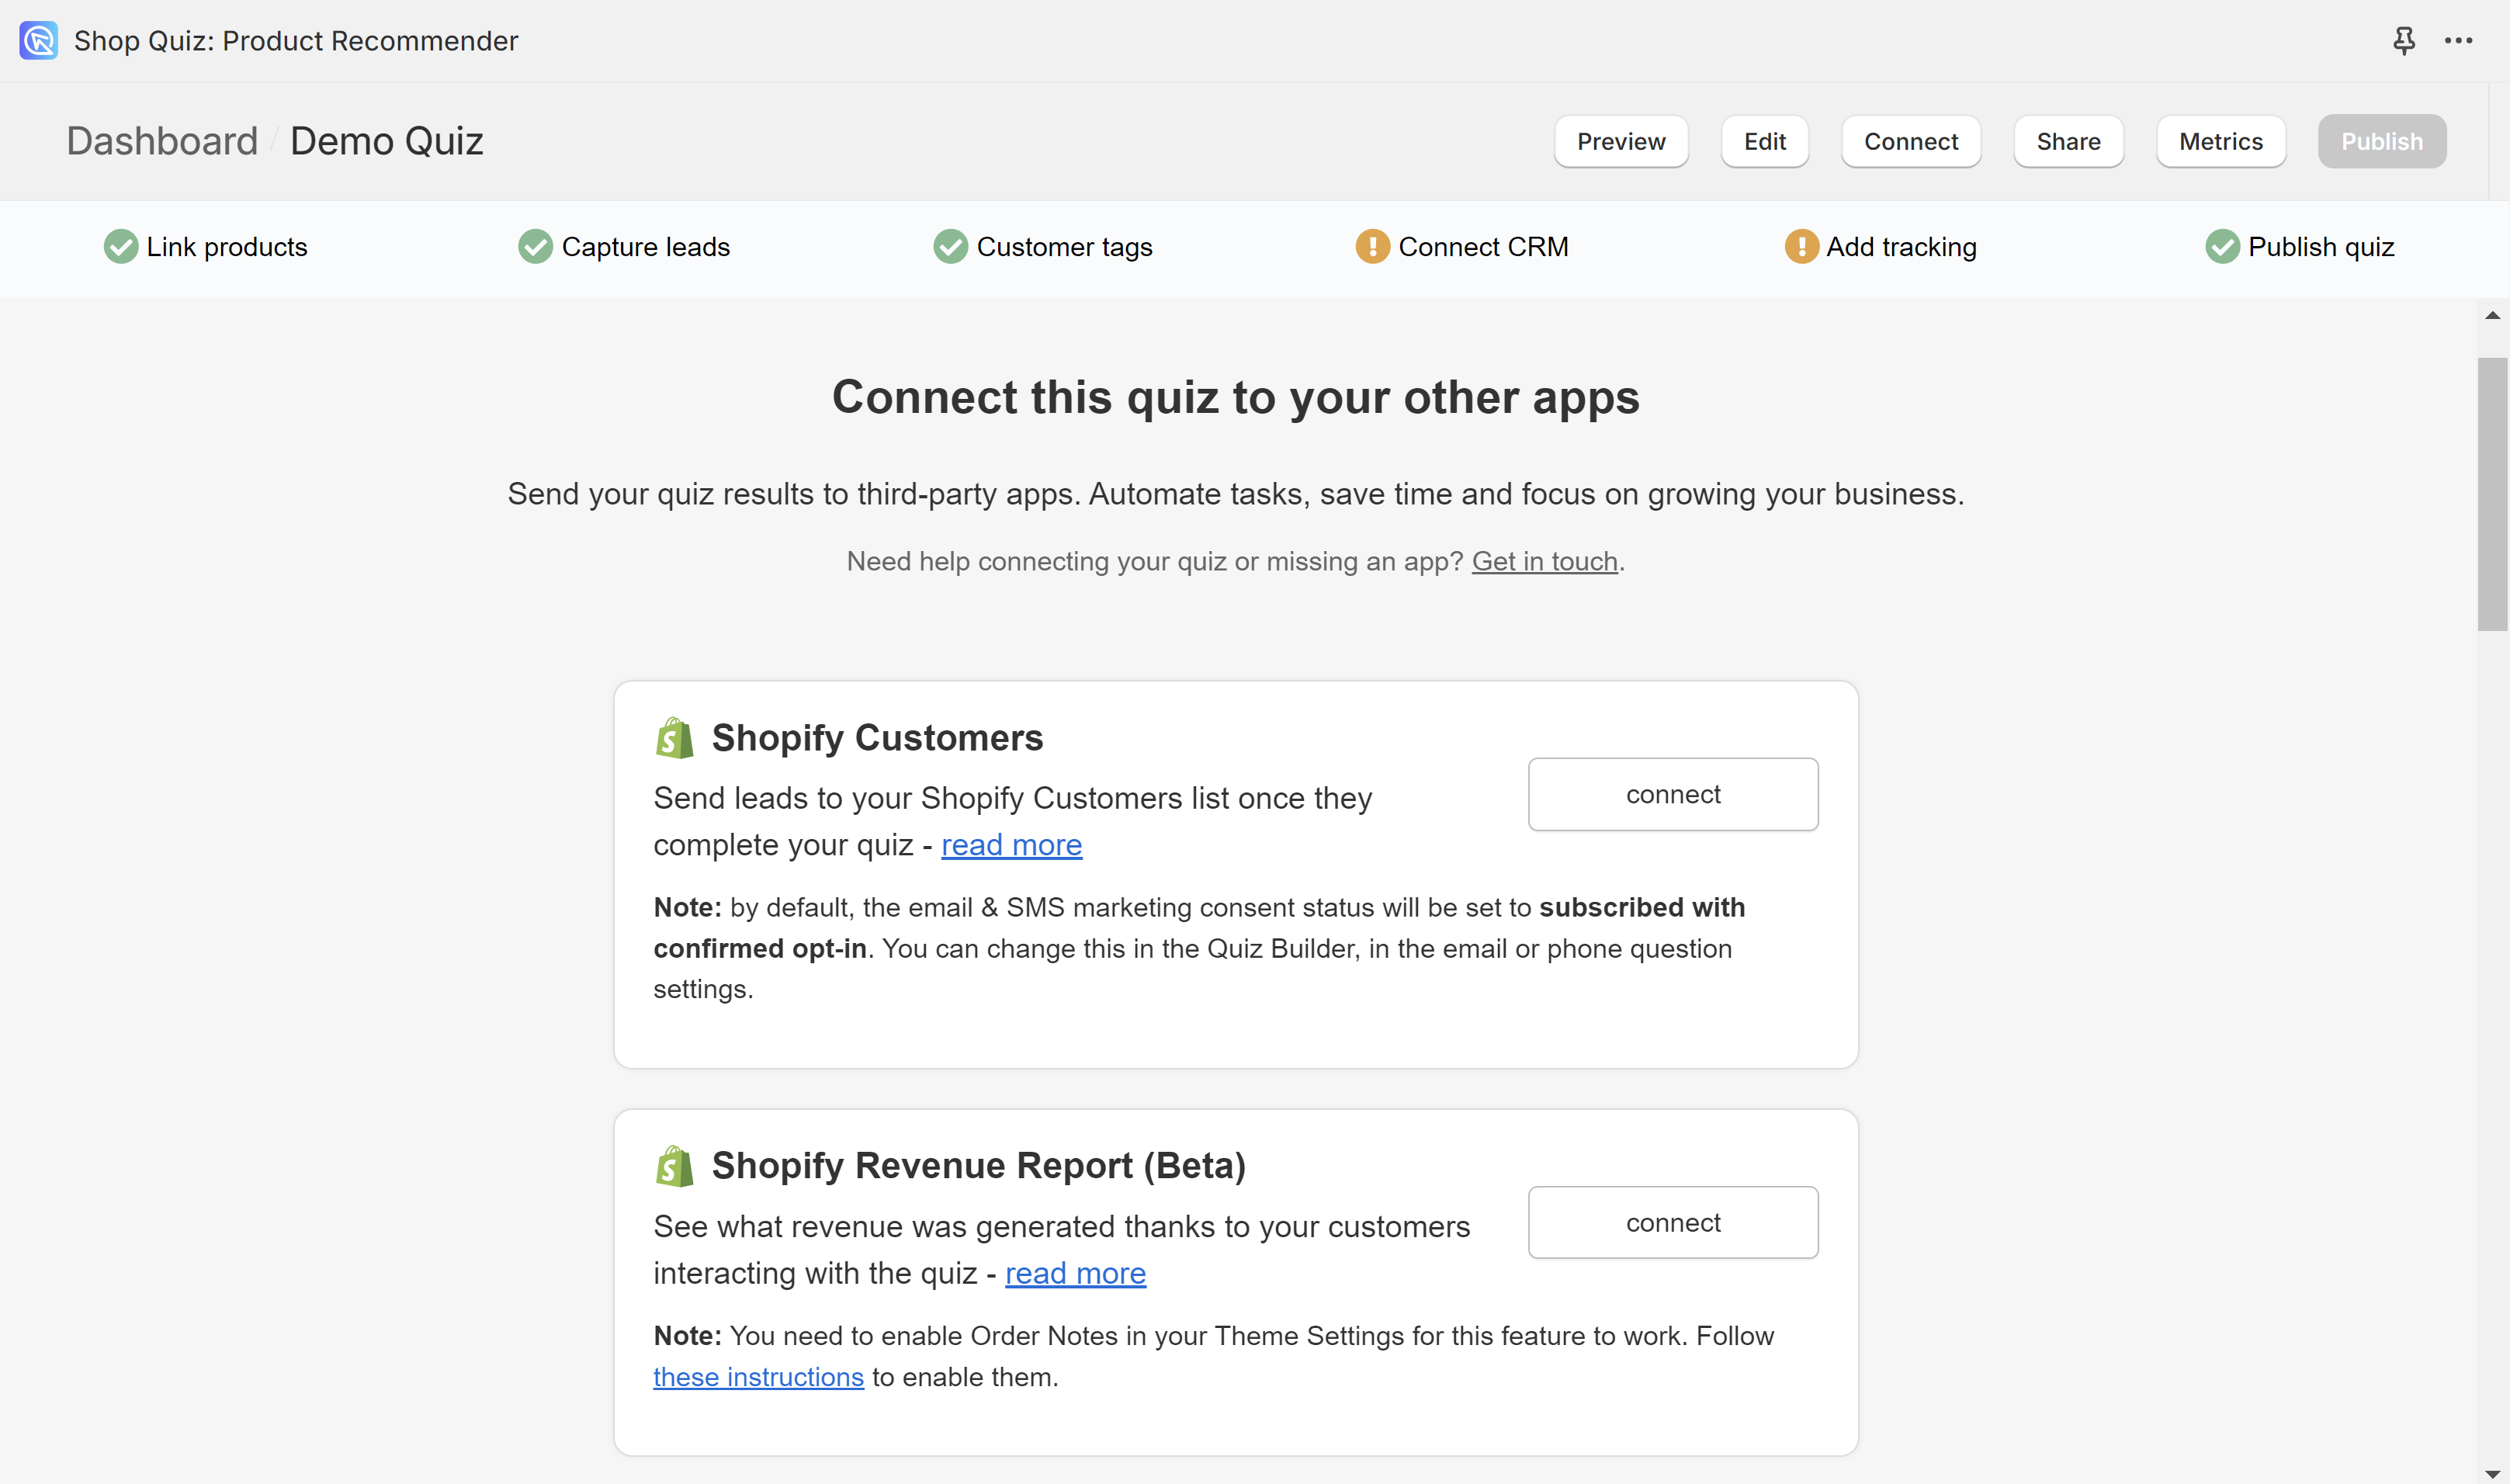 Shop Quiz: Product Recommender
Dashboard / Demo Quiz
Preview
Edit
Connect
Share
Metrics
Publish
Link products
Capture leads
Customer tags
Connect CRM
Add tracking
Publish quiz
Connect this quiz to your other apps
Send your quiz results to third-party apps. Automate tasks, save time and focus on growing your business.
Need help connecting your quiz or missing an app? Get in touch.
Shopify Customers
Send leads to your Shopify Customers list once they
complete your quiz - read more
connect
Note: by default, the email & SMS marketing consent status will be set to subscribed with
confirmed opt-in. You can change this in the Quiz Builder, in the email or phone question
settings.
Shopify Revenue Report (Beta)
See what revenue was generated thanks to your customers
interacting with the quiz - read more
connect
Note: You need to enable Order Notes in your Theme Settings for this feature to work. Follow
these instructions to enable them.